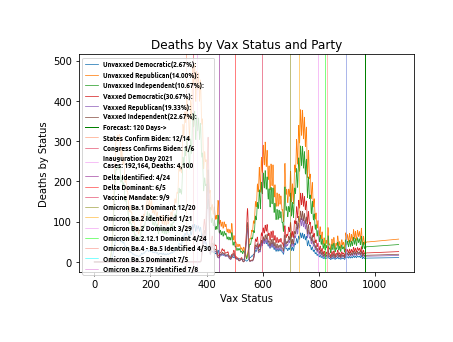 Deaths by Vax Status and Party
Deaths by Status
500
400
300
200
100
0
Unvaxxed Democratic(2.67%):
Unvaxxed Republican(14.00%):
Unvaxxed Independent(10.67%):
Vaxxed Democratic(30.67%):
Vaxxed Republican(19.33%):
Vaxxed Independent(22.67%):
Forecast: 120 Days->
States Confirm Biden: 12/14
Congress Confirms Biden: 1/6
Inauguration Day 2021
Cases: 192,164, Deaths: 4,100
Delta Identified: 4/24
Delta Dominant: 6/5
Vaccine Mandate: 9/9
Omicron Ba.1 Dominant 12/20
Omicron Ba.2 Identified 1/21
Omicron Ba.2 Dominant 3/29
Omicron Ba.2.12.1 Dominant 4/24
Omicron Ba.4 - Ba.5 Identified 4/30
Omicron Ba.5 Dominant 7/5
Omicron Ba.2.75 Identified 7/8
0 200 400 600 800 1000
Vax Status